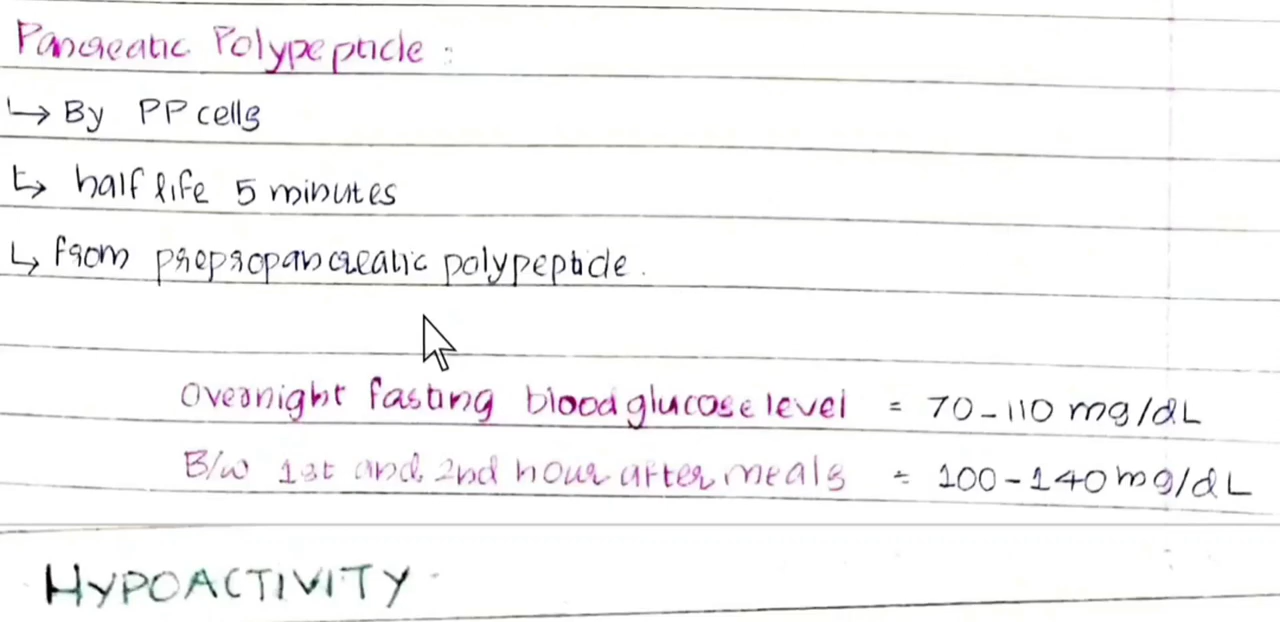 Pancreatic Polypeptide :
↳ By PP cells
↳ half life 5 minutes
↳ from prepropancreatic polypeptide.
Overnight fasting blood glucose level = 70-110 mg/dL
B/w 1st and 2nd hour after meals = 100-140 mg/dL
HYPOACTIVITY